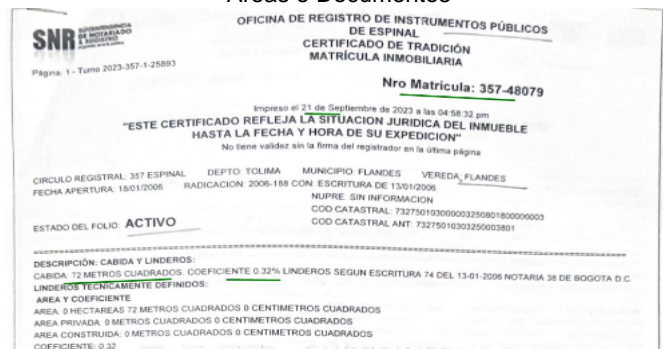 Áreas o Documentos
SNR SUPERINTENDENCIA
DE NOTARIADO
& REGISTRO
OFICINA DE REGISTRO DE INSTRUMENTOS PÚBLICOS
DE ESPINAL
CERTIFICADO DE TRADICIÓN
MATRÍCULA INMOBILIARIA
Página: 1 - Turno 2023-357-1-25893
Nro Matrícula: 357-48079
Impreso el 21 de Septiembre de 2023 a las 04:58:32 pm
"ESTE CERTIFICADO REFLEJA LA SITUACION JURIDICA DEL INMUEBLE
HASTA LA FECHA Y HORA DE SU EXPEDICION"
No tiene validez sin la firma del registrador en la última página
CIRCULO REGISTRAL: 357 ESPINAL DEPTO: TOLIMA MUNICIPIO: FLANDES VEREDA: FLANDES
FECHA APERTURA: 18/01/2006 RADICACION: 2006-188 CON: ESCRITURA DE 13/01/2006
NUPRE: SIN INFORMACION
COD CATASTRAL: 732750103000003250801800000003
COD CATASTRAL ANT: 73275010303250003801
ESTADO DEL FOLIO: ACTIVO
DESCRIPCIÓN: CABIDA Y LINDEROS:
CABIDA: 72 METROS CUADRADOS. COEFICIENTE 0.32% LINDEROS SEGUN ESCRITURA 74 DEL 13-01-2006 NOTARIA 38 DE BOGOTA D.C.
LINDEROS TECNICAMENTE DEFINIDOS:
AREA Y COEFICIENTE
AREA: 0 HECTAREAS 72 METROS CUADRADOS 0 CENTIMETROS CUADRADOS
AREA PRIVADA: 0 METROS CUADRADOS 0 CENTIMETROS CUADRADOS
AREA CONSTRUIDA: 0 METROS CUADRADOS 0 CENTIMETROS CUADRADOS
COEFICIENTE: 0.32